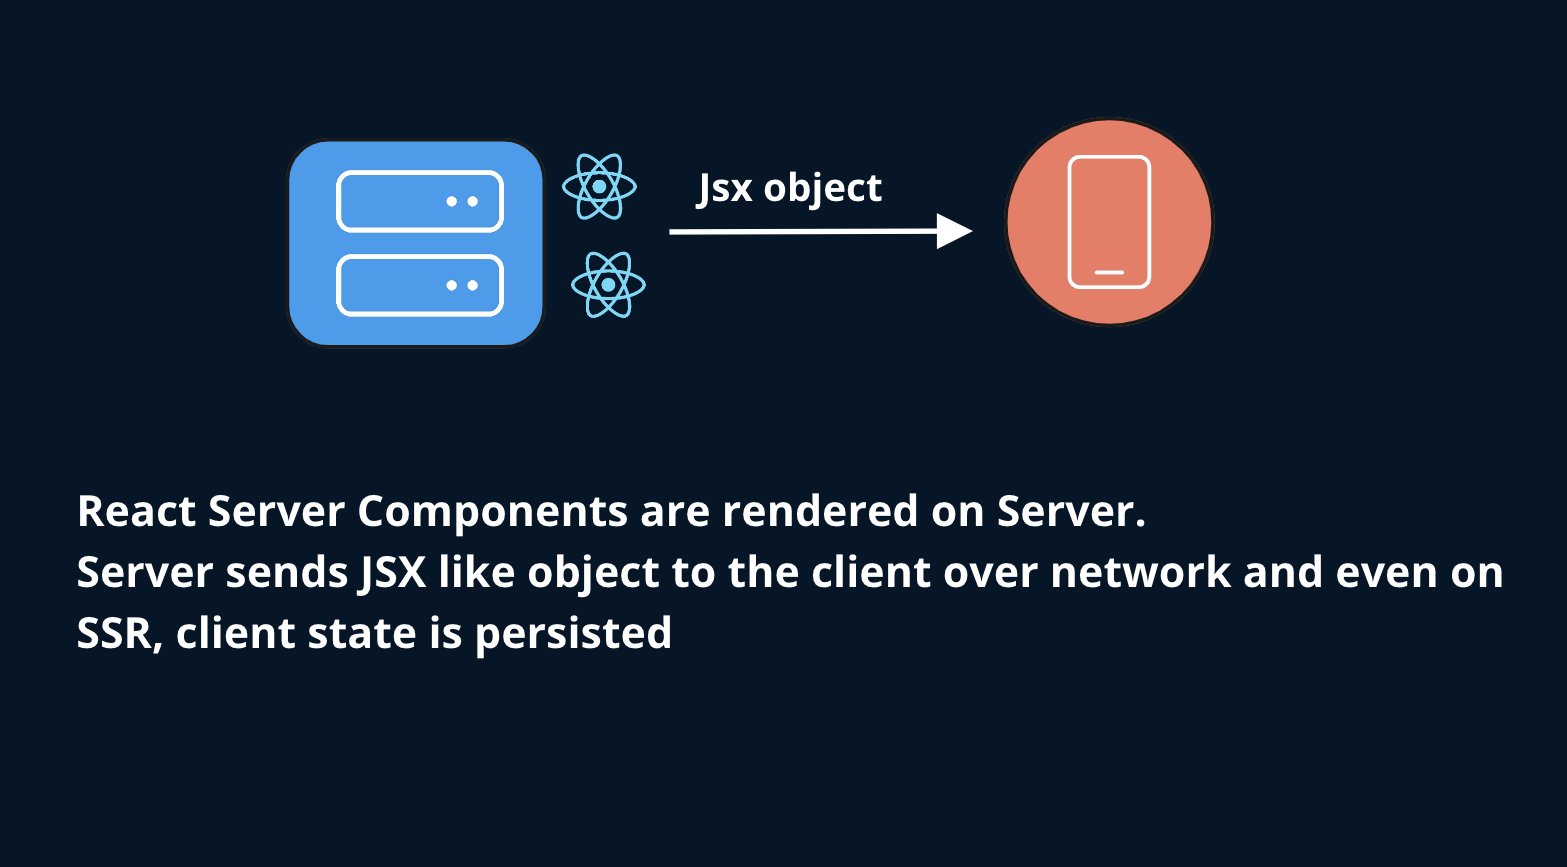 Jsx object
React Server Components are rendered on Server.
Server sends JSX like object to the client over network and even on
SSR, client state is persisted